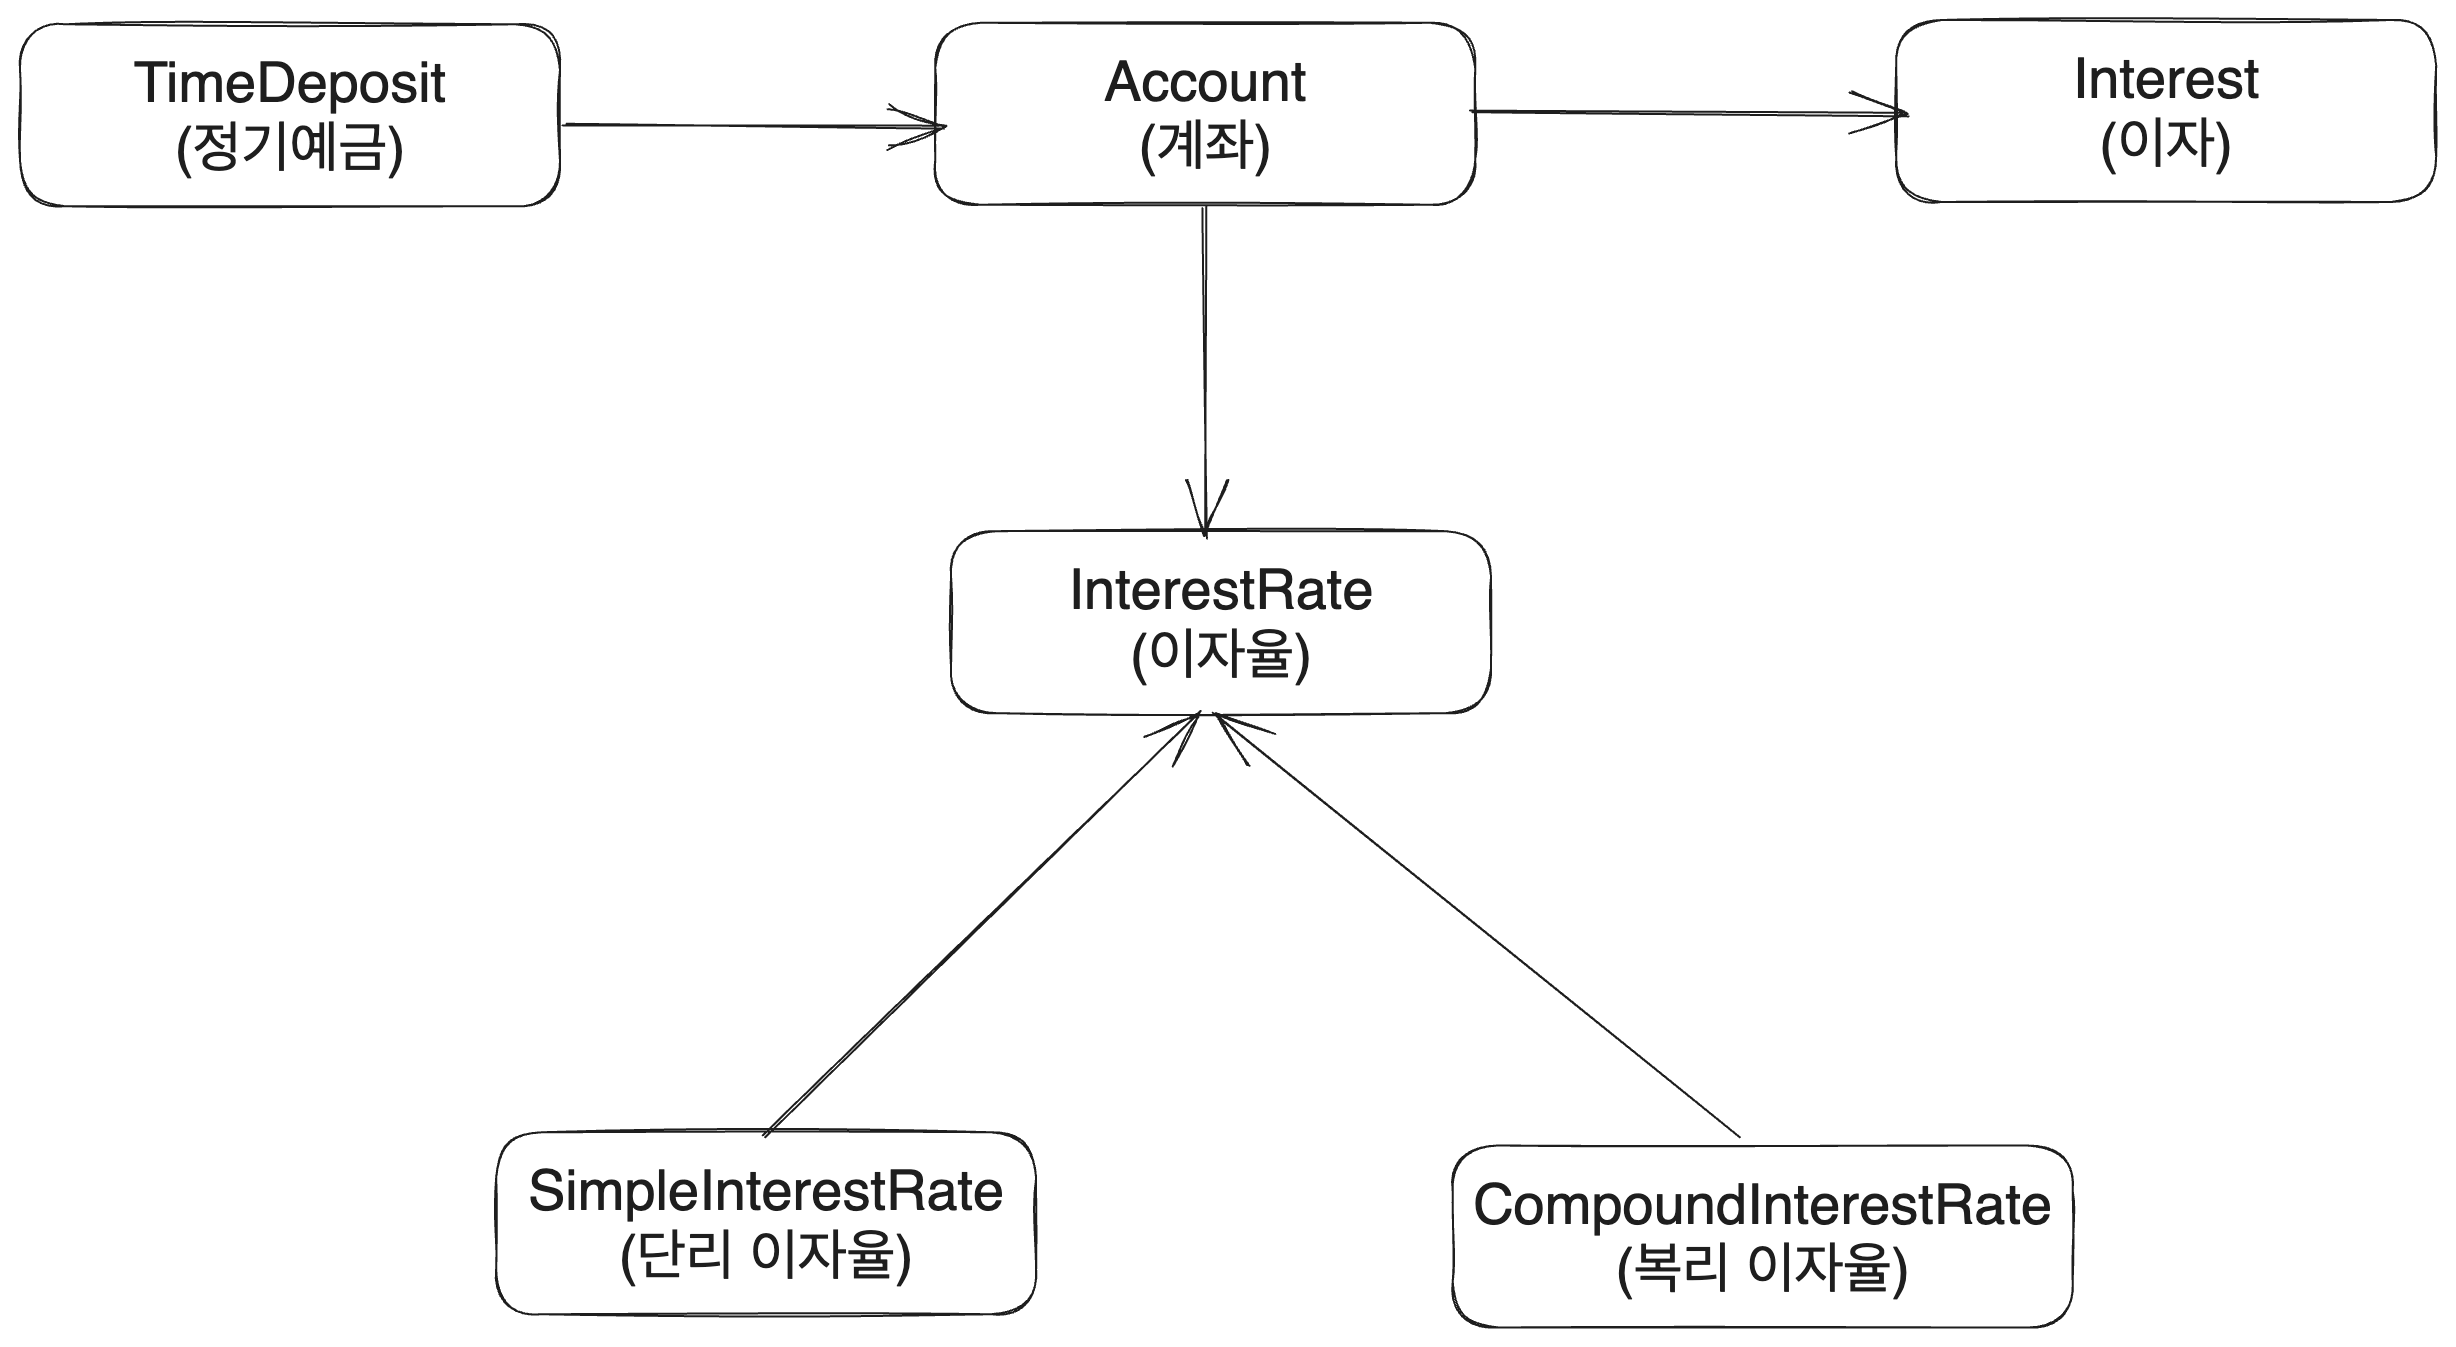 TimeDeposit
(정기예금)
Account
(계좌)
Interest
(이자)
InterestRate
(이자율)
SimpleInterestRate
(단리 이자율)
CompoundInterestRate
(복리 이자율)